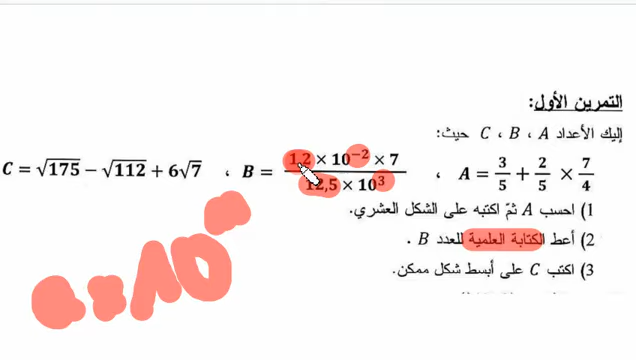 التمرين الأول:
إليك الأعداد A ، B ، C حيث:
A = 3/5 + 2/5 × 7/4 ، B = (1,2 × 10⁻² × 7)/(12,5 × 10³) ، C = √175 − √112 + 6√7
1) احسب A ثمّ اكتبه على الشكل العشري.
2) أعط الكتابة العلمية للعدد B .
3) اكتب C على أبسط شكل ممكن.
a × 10